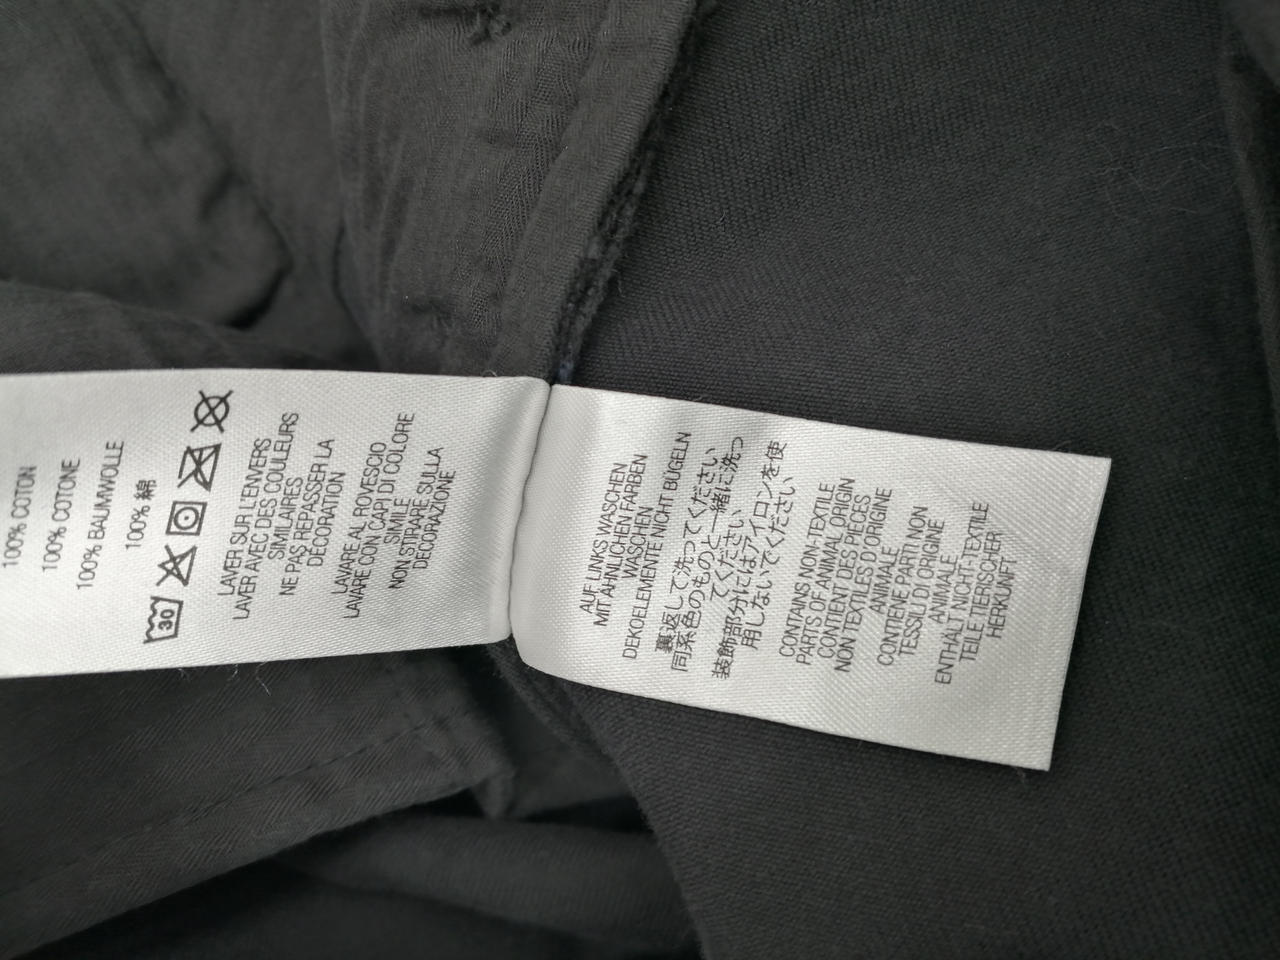 100% COTON
100% COTONE
100% BAUMWOLLE
100% 綿
30
LAVER SUR L'ENVERS
LAVER AVEC DES COULEURS
SIMILAIRES
NE PAS REPASSER LA
DECORATION
LAVARE AL ROVESCIO
LAVARE CON CAPI DI COLORE
SIMILE
NON STIRARE SULLA
DECORAZIONE
AUF LINKS WASCHEN
MIT ÄHNLICHEN FARBEN
WASCHEN
DEKOELEMENTE NICHT BÜGELN
裏返して洗ってください
同系色のものと一緒に洗っ
てください
装飾部分にはアイロンを使
用しないでください
CONTAINS NON-TEXTILE
PARTS OF ANIMAL ORIGIN
CONTIENT DES PIÈCES
NON TEXTILES D'ORIGINE
ANIMALE
CONTIENE PARTI NON
TESSILI DI ORIGINE
ANIMALE
ENTHÄLT NICHT-TEXTILE
TEILE TIERISCHER
HERKUNFT